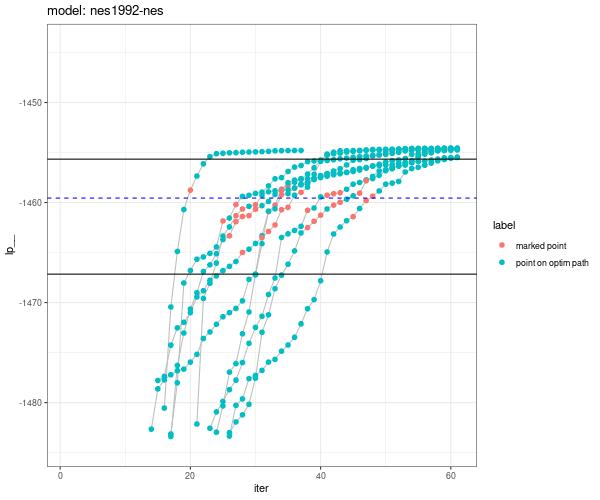 model: nes1992-nes
-1450
-1460
-1470
-1480
lp__
0
20
40
60
iter
label
marked point
point on optim path